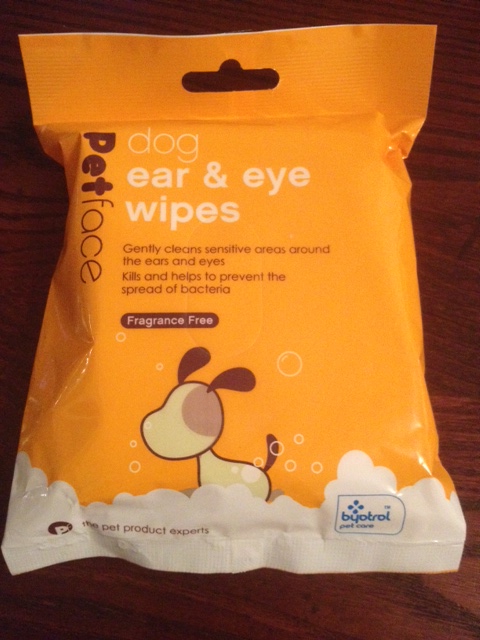 Petface
dog
ear & eye
wipes
Gently cleans sensitive areas around
the ears and eyes
Kills and helps to prevent the
spread of bacteria
Fragrance Free
the pet product experts
byotrol™
pet care